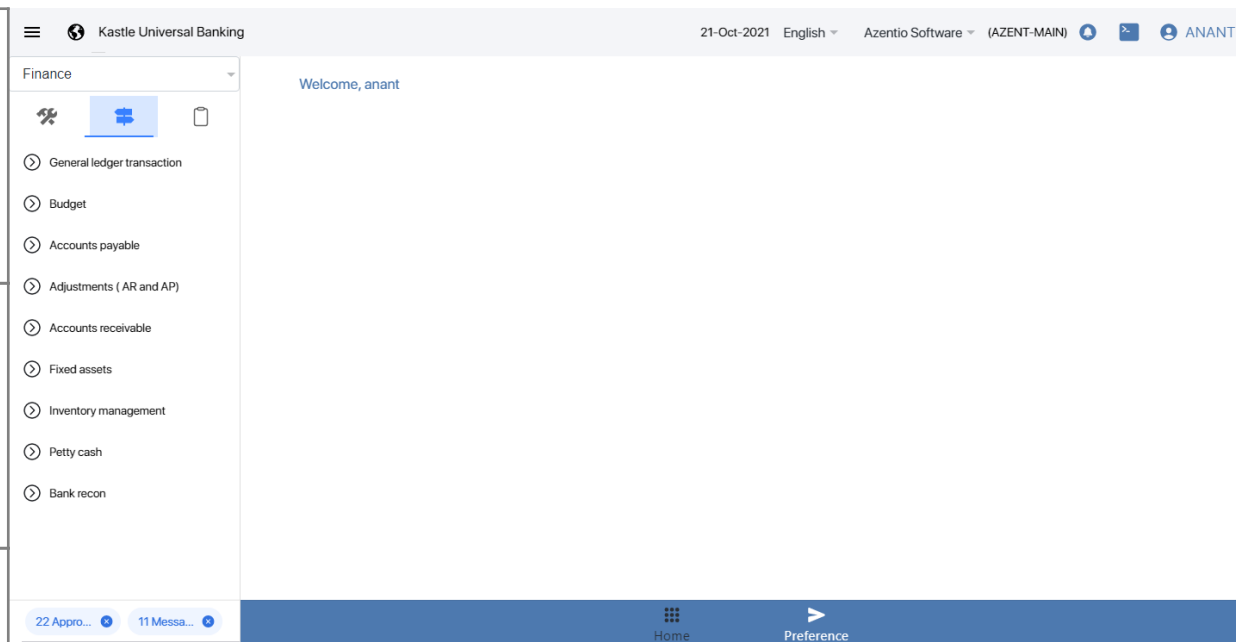 Kastle Universal Banking
21-Oct-2021 English Azentio Software (AZENT-MAIN) ANANT
Finance
Welcome, anant
General ledger transaction
Budget
Accounts payable
Adjustments ( AR and AP)
Accounts receivable
Fixed assets
Inventory management
Petty cash
Bank recon
22 Appro... 11 Messa...
Home Preference